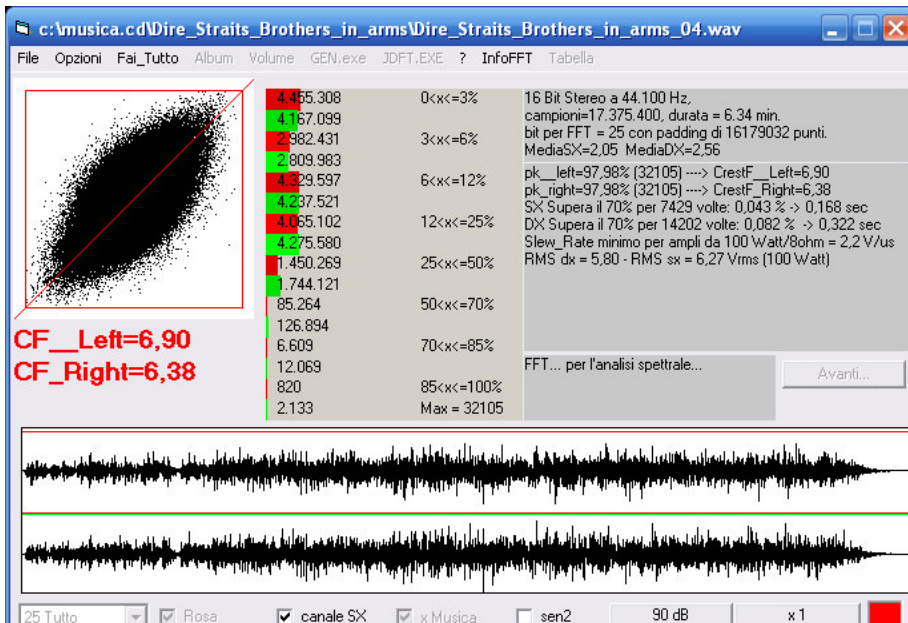 c:\musica.cd\Dire_Straits_Brothers_in_arms\Dire_Straits_Brothers_in_arms_04.wav
File Opzioni Fai_Tutto Album Volume GEN.exe JDFT.EXE ? InfoFFT Tabella
4.455.308 0<x<=3%
4.167.099
2.982.431 3<x<=6%
2.809.983
4.329.597 6<x<=12%
4.237.521
4.065.102 12<x<=25%
4.275.580
1.450.269 25<x<=50%
1.744.121
85.264 50<x<=70%
126.894
6.609 70<x<=85%
12.069
820 85<x<=100%
2.133 Max = 32105
16 Bit Stereo a 44.100 Hz,
campioni=17.375.400, durata = 6.34 min.
bit per FFT = 25 con padding di 16179032 punti.
MediaSX=2,05 MediaDX=2,56
pk__left=97,98% (32105) ----> CrestF__Left=6,90
pk_right=97,98% (32105) ----> CrestF_Right=6,38
SX Supera il 70% per 7429 volte: 0,043 % -> 0,168 sec
DX Supera il 70% per 14202 volte: 0,082 % -> 0,322 sec
Slew_Rate minimo per ampli da 100 Watt/8ohm = 2,2 V/us
RMS dx = 5,80 - RMS sx = 6,27 Vrms (100 Watt)
CF__Left=6,90
CF_Right=6,38
FFT... per l'analisi spettrale...
Avanti...
25 Tutto Rosa canale SX x Musica sen2 90 dB x 1